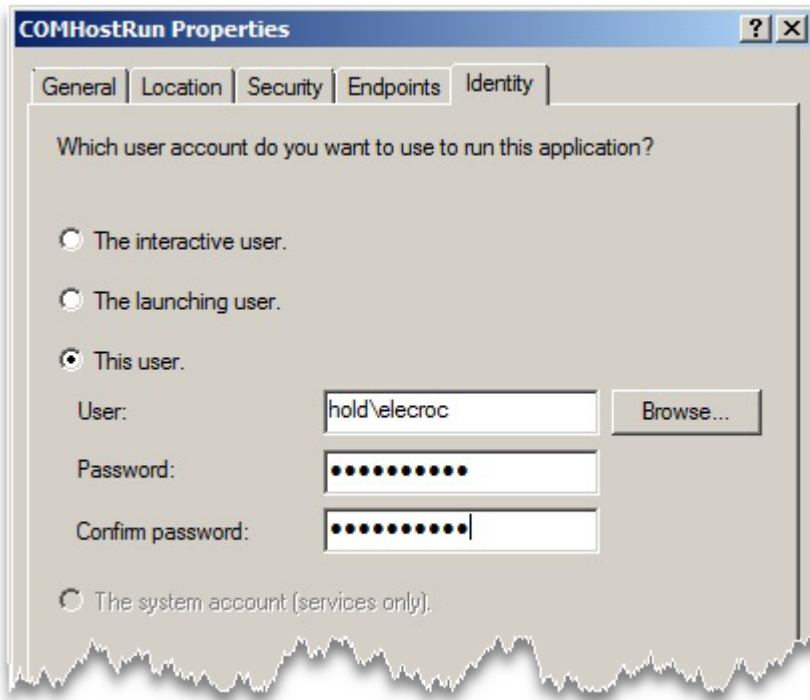 COMHostRun Properties
General Location Security Endpoints Identity
Which user account do you want to use to run this application?
The interactive user.
The launching user.
This user.
User: hold\elecroc Browse...
Password: ••••••••••
Confirm password: ••••••••••
The system account (services only).